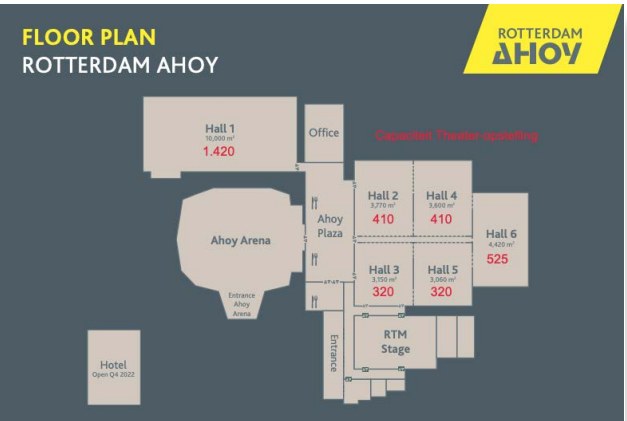 FLOOR PLAN
ROTTERDAM AHOY
ROTTERDAM
AHOY
Capaciteit Theater opstelling
Hall 1
10,000 m²
1.420
Office
Hall 2
3,770 m²
410
Hall 4
3,600 m²
410
Hall 6
4,420 m²
525
Ahoy
Plaza
Ahoy Arena
Hall 3
3,150 m²
320
Hall 5
3,060 m²
320
Entrance
Ahoy
Arena
RTM
Stage
Entrance
Hotel
Open Q4 2022